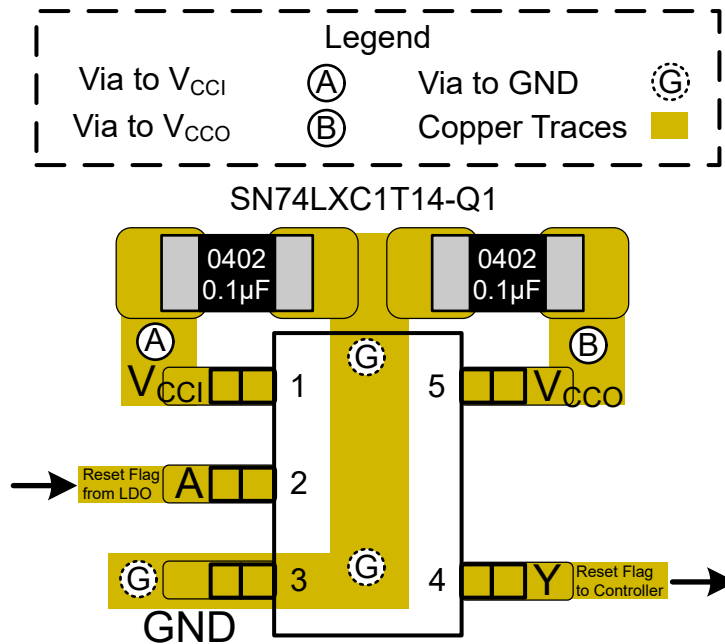 Legend
Via to VCCI A Via to GND G
Via to VCCO B Copper Traces
SN74LXC1T14-Q1
0402
0.1µF
0402
0.1µF
A
G
B
VCCI 1 5 VCCO
Reset Flag
from LDO
A 2
G 3 G 4 Y
Reset Flag
to Controller
GND